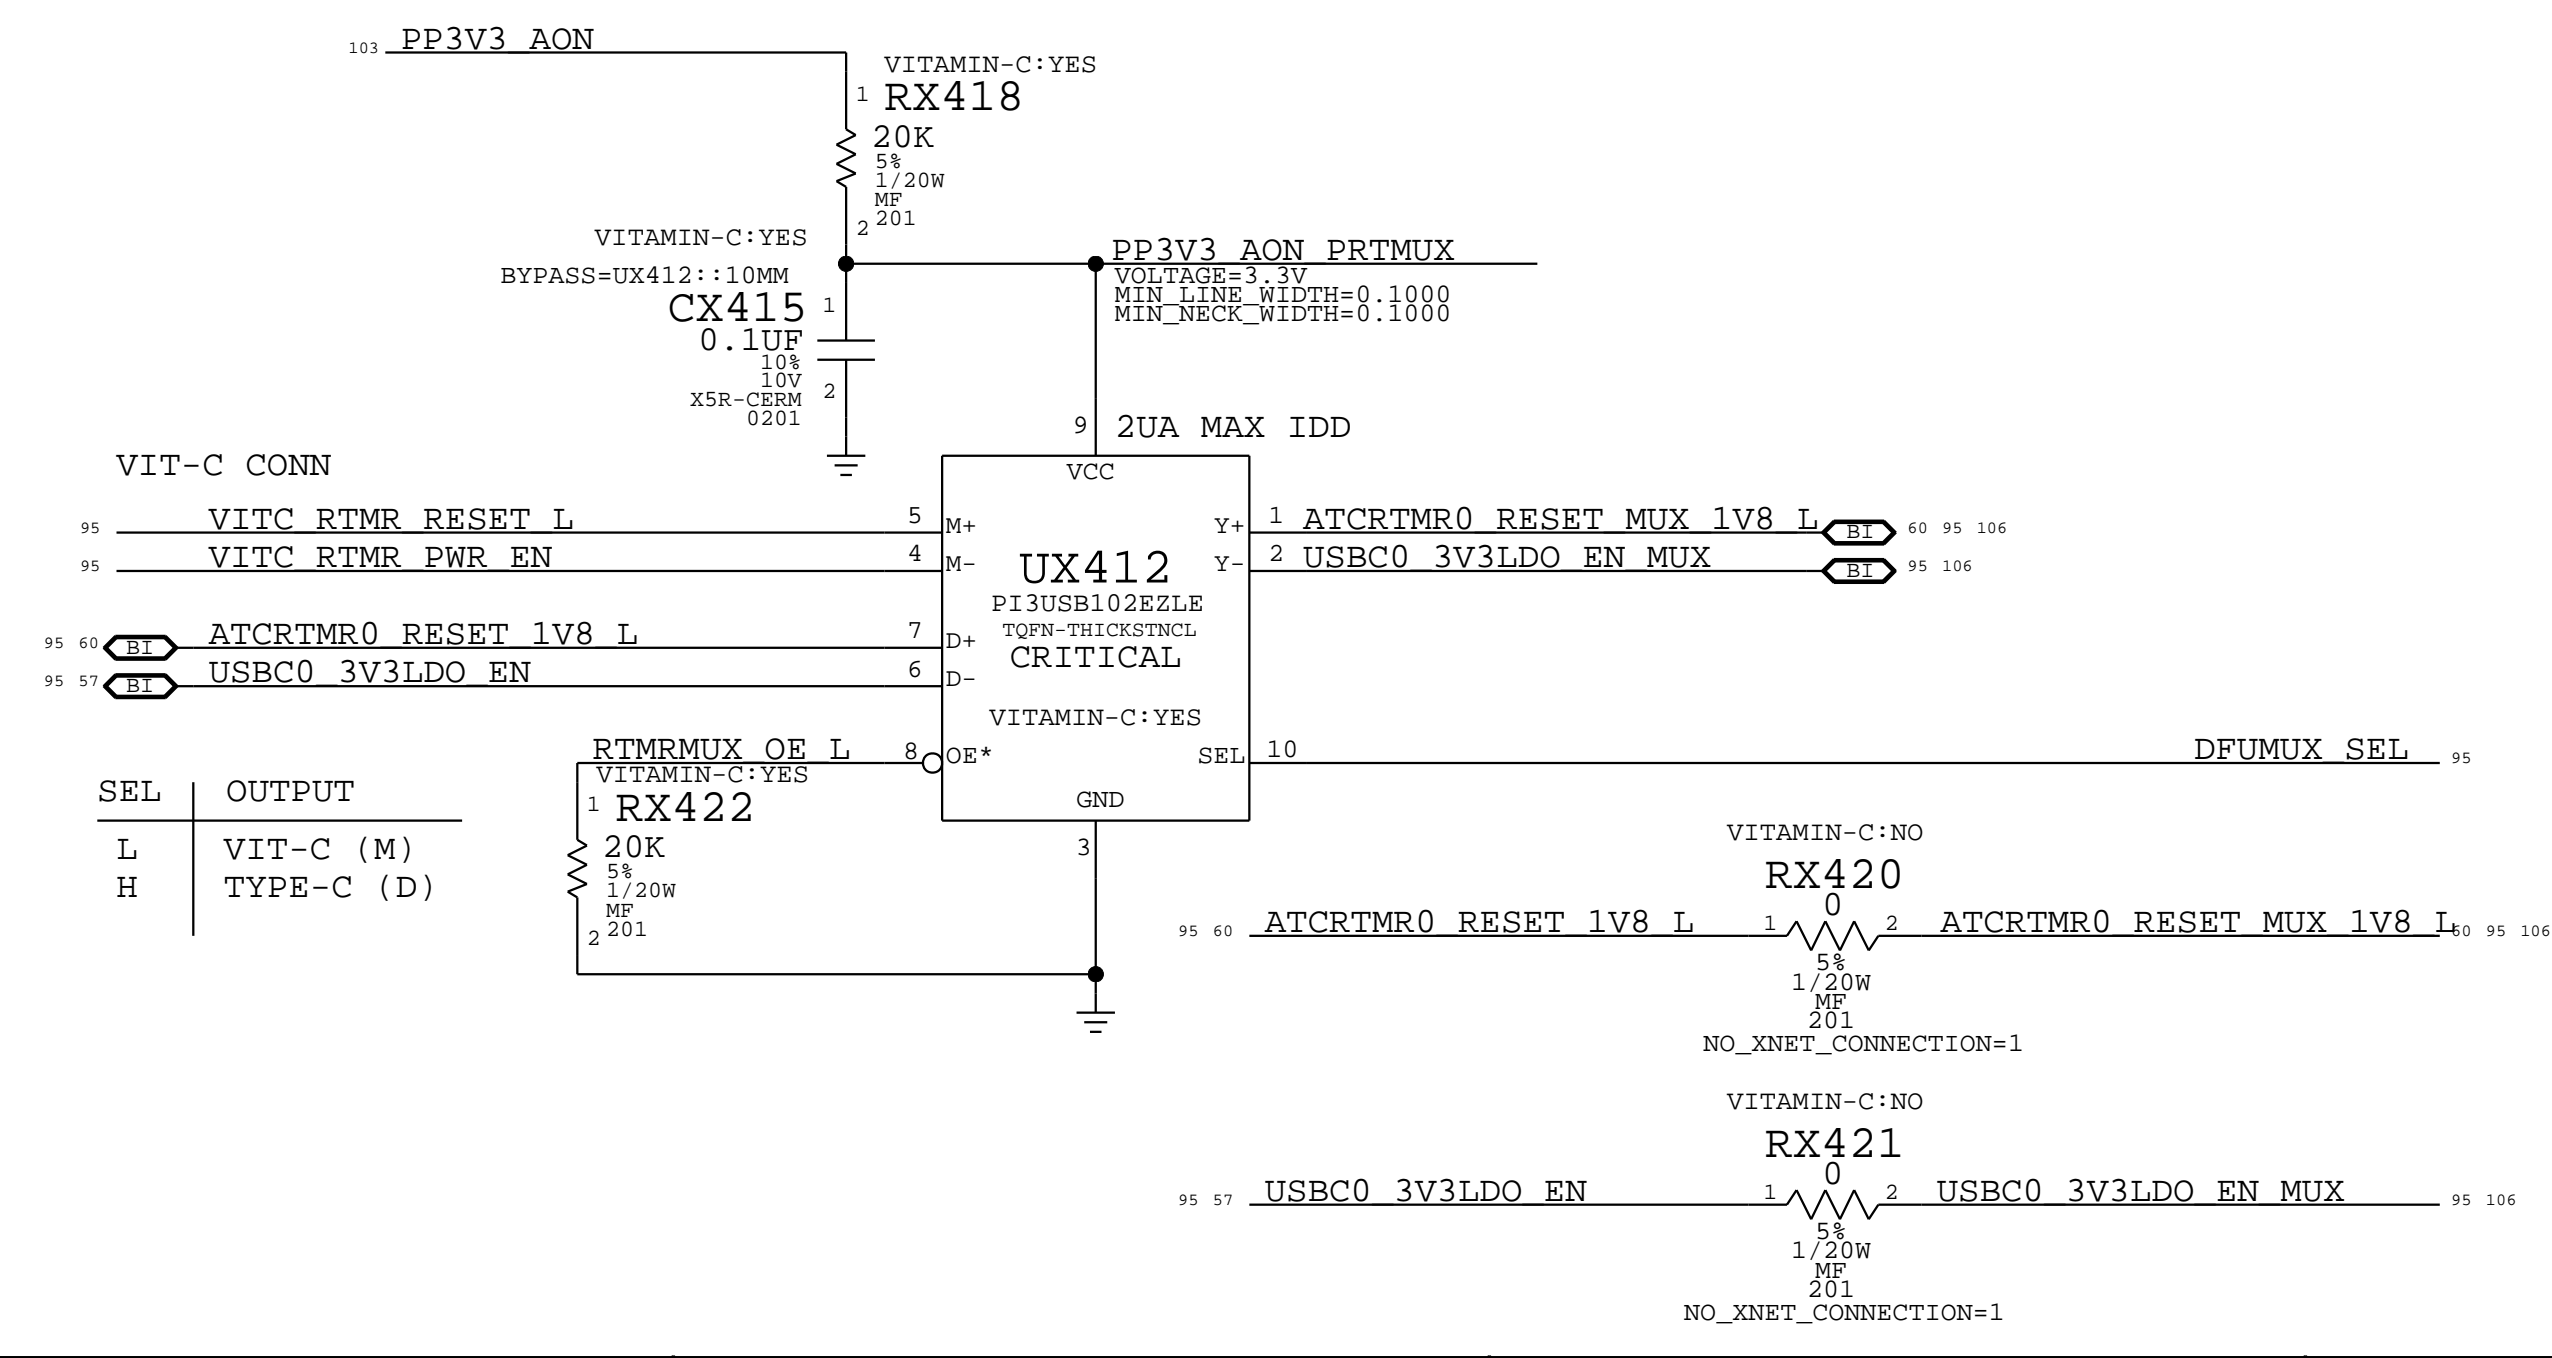 103 PP3V3_AON
VITAMIN-C:YES
1 RX418
20K
5%
1/20W
MF
201
2
VITAMIN-C:YES
BYPASS=UX412::10MM
CX415 1
0.1UF
10%
10V
X5R-CERM
0201
2
PP3V3_AON_PRTMUX
VOLTAGE=3.3V
MIN_LINE_WIDTH=0.1000
MIN_NECK_WIDTH=0.1000
9 2UA MAX IDD
VIT-C CONN
95 VITC_RTMR_RESET_L 5
95 VITC_RTMR_PWR_EN 4
95 60 BI ATCRTMR0_RESET_1V8_L 7
95 57 BI USBC0_3V3LDO_EN 6
VCC
M+ Y+
M- Y-
UX412
PI3USB102EZLE
TQFN-THICKSTNCL
CRITICAL
D+
D-
VITAMIN-C:YES
OE* SEL
GND
1 ATCRTMR0_RESET_MUX_1V8_L BI 60 95 106
2 USBC0_3V3LDO_EN_MUX BI 95 106
10 DFUMUX_SEL 95
RTMRMUX_OE_L 8
VITAMIN-C:YES
1 RX422
20K
5%
1/20W
MF
201
2
3
SEL OUTPUT
L VIT-C (M)
H TYPE-C (D)
VITAMIN-C:NO
RX420
0
95 60 ATCRTMR0_RESET_1V8_L 1 2 ATCRTMR0_RESET_MUX_1V8_L 60 95 106
5%
1/20W
MF
201
NO_XNET_CONNECTION=1
VITAMIN-C:NO
RX421
0
95 57 USBC0_3V3LDO_EN 1 2 USBC0_3V3LDO_EN_MUX 95 106
5%
1/20W
MF
201
NO_XNET_CONNECTION=1